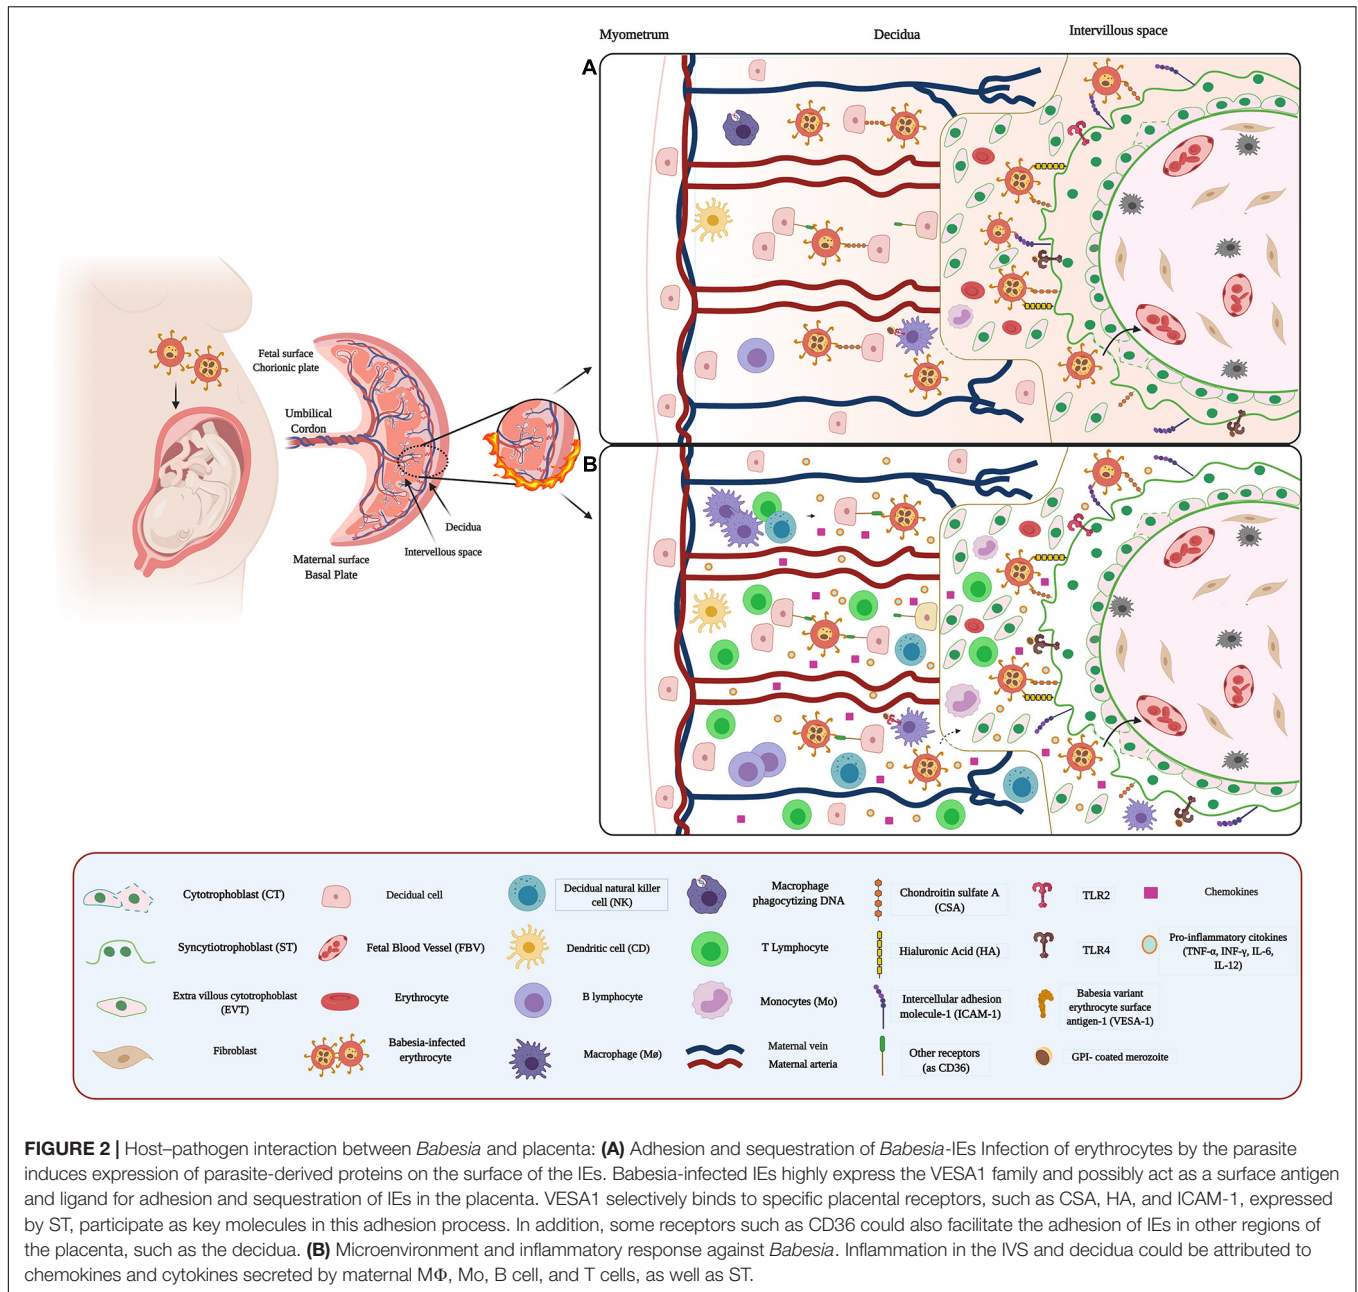 Myometrum
Decidua
Intervillous space
A
Fetal surface
Chorionic plate
Umbilical
Cordon
B
Decidua
Intervellous space
Maternal surface
Basal Plate
Cytotrophoblast (CT)
Decidual cell
Decidual natural killer
cell (NK)
Macrophage
phagocytizing DNA
Chondroitin sulfate A
(CSA)
TLR2
Chemokines
Syncytiotrophoblast (ST)
Fetal Blood Vessel (FBV)
Dendritic cell (CD)
T Lymphocyte
Hialuronic Acid (HA)
TLR4
Pro-inflammatory citokines
(TNF-α, INF-γ, IL-6,
IL-12)
Extra villous cytotrophoblast
(EVT)
Erythrocyte
B lymphocyte
Monocytes (Mo)
Intercellular adhesion
molecule-1 (ICAM-1)
Babesia variant
erythrocyte surface
antigen-1 (VESA-1)
Fibroblast
Babesia-infected
erythrocyte
Macrophage (Mø)
Maternal vein
Maternal arteria
Other receptors
(as CD36)
GPI- coated merozoite
FIGURE 2 | Host–pathogen interaction between Babesia and placenta: (A) Adhesion and sequestration of Babesia-IEs Infection of erythrocytes by the parasite
induces expression of parasite-derived proteins on the surface of the IEs. Babesia-infected IEs highly express the VESA1 family and possibly act as a surface antigen
and ligand for adhesion and sequestration of IEs in the placenta. VESA1 selectively binds to specific placental receptors, such as CSA, HA, and ICAM-1, expressed
by ST, participate as key molecules in this adhesion process. In addition, some receptors such as CD36 could also facilitate the adhesion of IEs in other regions of
the placenta, such as the decidua. (B) Microenvironment and inflammatory response against Babesia. Inflammation in the IVS and decidua could be attributed to
chemokines and cytokines secreted by maternal MΦ, Mo, B cell, and T cells, as well as ST.